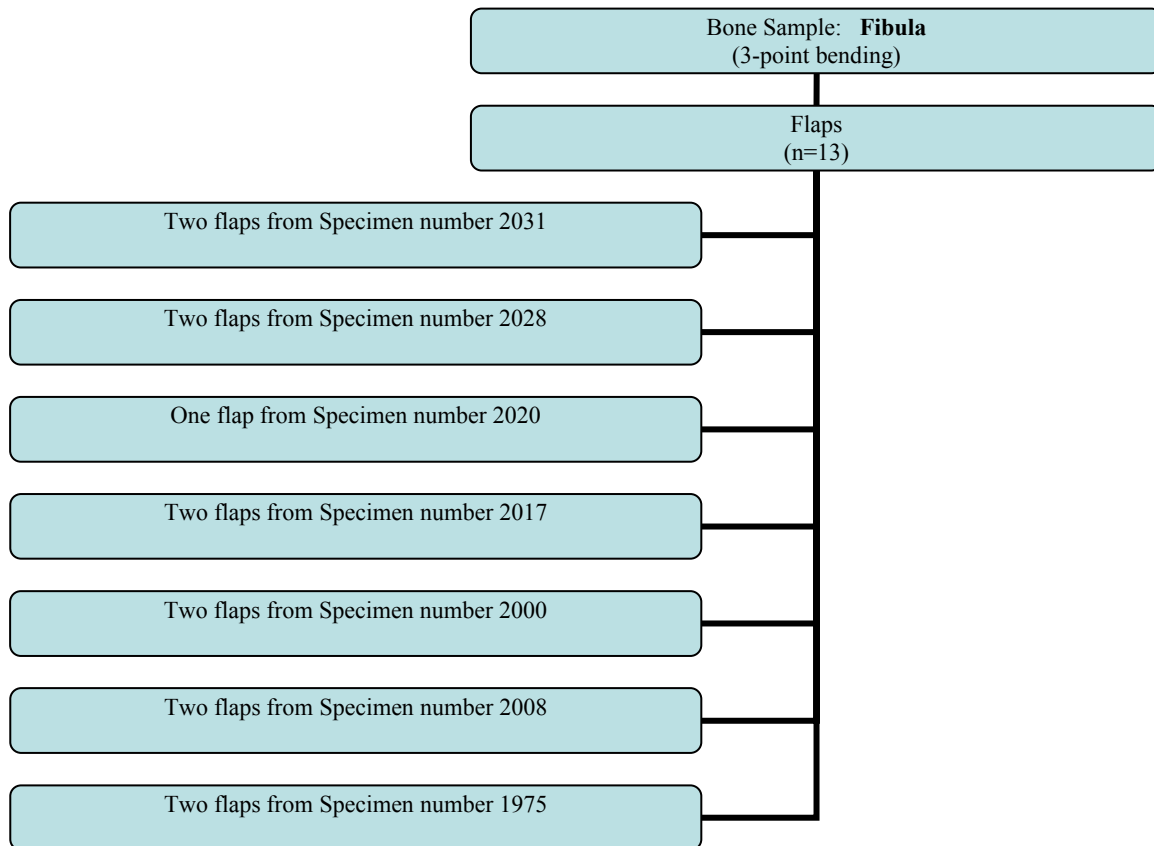 Bone Sample: Fibula
(3-point bending)
Flaps
(n=13)
Two flaps from Specimen number 2031
Two flaps from Specimen number 2028
One flap from Specimen number 2020
Two flaps from Specimen number 2017
Two flaps from Specimen number 2000
Two flaps from Specimen number 2008
Two flaps from Specimen number 1975